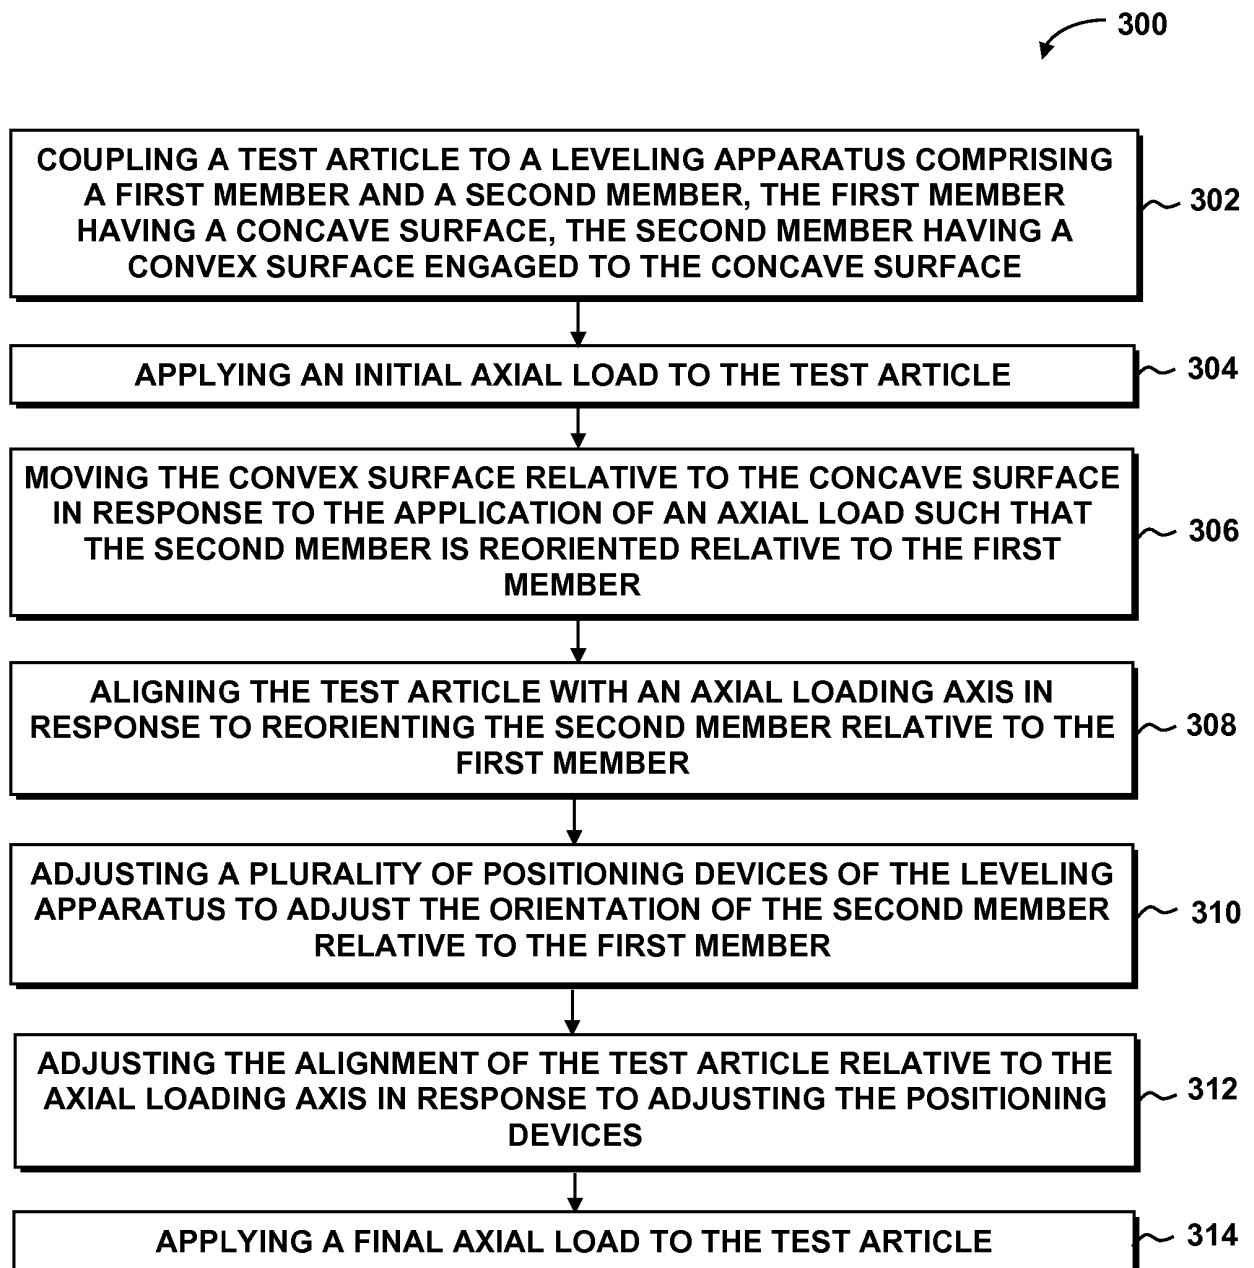 300
COUPLING A TEST ARTICLE TO A LEVELING APPARATUS COMPRISING
A FIRST MEMBER AND A SECOND MEMBER, THE FIRST MEMBER
HAVING A CONCAVE SURFACE, THE SECOND MEMBER HAVING A
CONVEX SURFACE ENGAGED TO THE CONCAVE SURFACE
302
APPLYING AN INITIAL AXIAL LOAD TO THE TEST ARTICLE
304
MOVING THE CONVEX SURFACE RELATIVE TO THE CONCAVE SURFACE
IN RESPONSE TO THE APPLICATION OF AN AXIAL LOAD SUCH THAT
THE SECOND MEMBER IS REORIENTED RELATIVE TO THE FIRST
MEMBER
306
ALIGNING THE TEST ARTICLE WITH AN AXIAL LOADING AXIS IN
RESPONSE TO REORIENTING THE SECOND MEMBER RELATIVE TO THE
FIRST MEMBER
308
ADJUSTING A PLURALITY OF POSITIONING DEVICES OF THE LEVELING
APPARATUS TO ADJUST THE ORIENTATION OF THE SECOND MEMBER
RELATIVE TO THE FIRST MEMBER
310
ADJUSTING THE ALIGNMENT OF THE TEST ARTICLE RELATIVE TO THE
AXIAL LOADING AXIS IN RESPONSE TO ADJUSTING THE POSITIONING
DEVICES
312
APPLYING A FINAL AXIAL LOAD TO THE TEST ARTICLE
314